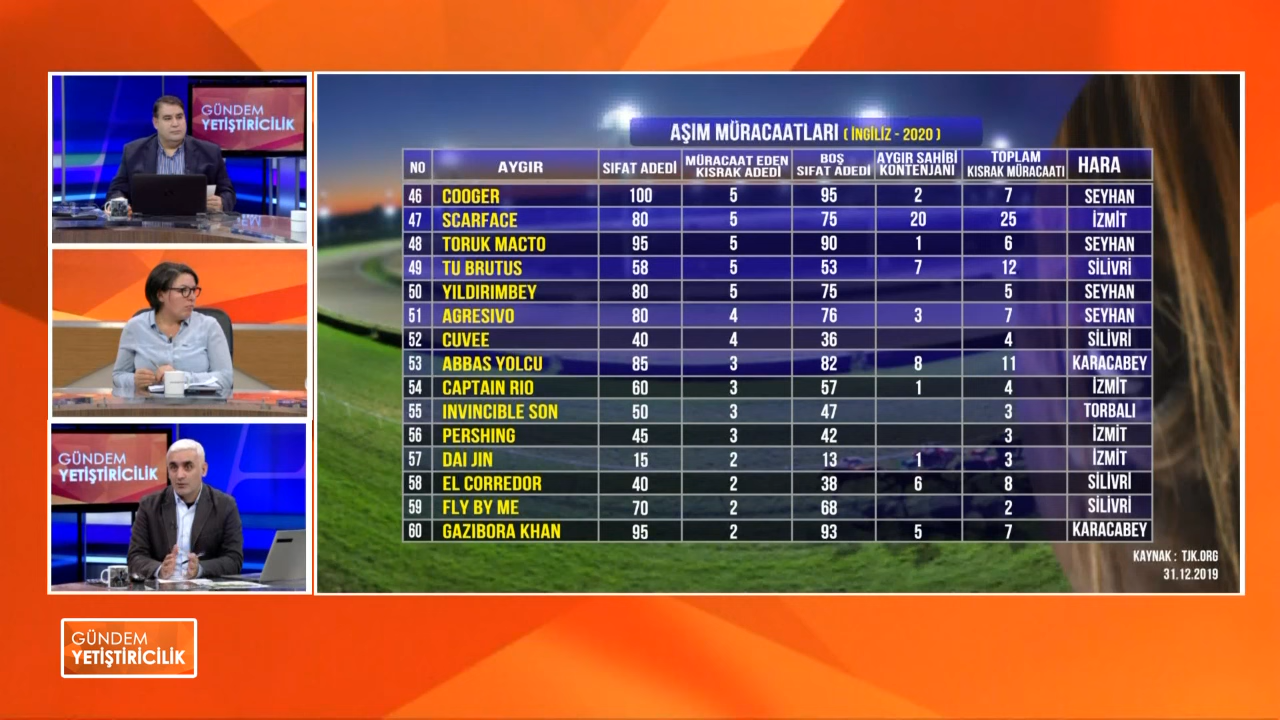 GÜNDEM
YETİŞTİRİCİLİK
GÜNDEM
YETİŞTİRİCİLİK
AŞIM MÜRACAATLARI ( İNGİLİZ - 2020 )
NO AYGIR SIFAT ADEDİ MÜRACAAT EDEN KISRAK ADEDİ BOŞ SIFAT ADEDİ AYGIR SAHİBİ KONTENJANI TOPLAM KISRAK MÜRACAATI HARA
46 COOGER 100 5 95 2 7 SEYHAN
47 SCARFACE 80 5 75 20 25 İZMİT
48 TORUK MACTO 95 5 90 1 6 SEYHAN
49 TU BRUTUS 58 5 53 7 12 SİLİVRİ
50 YILDIRIMBEY 80 5 75 5 SEYHAN
51 AGRESIVO 80 4 76 3 7 SEYHAN
52 CUVEE 40 4 36 4 SİLİVRİ
53 ABBAS YOLCU 85 3 82 8 11 KARACABEY
54 CAPTAIN RIO 60 3 57 1 4 İZMİT
55 INVINCIBLE SON 50 3 47 3 TORBALI
56 PERSHING 45 3 42 3 İZMİT
57 DAI JIN 15 2 13 1 3 İZMİT
58 EL CORREDOR 40 2 38 6 8 SİLİVRİ
59 FLY BY ME 70 2 68 2 SİLİVRİ
60 GAZIBORA KHAN 95 2 93 5 7 KARACABEY
KAYNAK : TJK.ORG
31.12.2019
GÜNDEM
YETİŞTİRİCİLİK